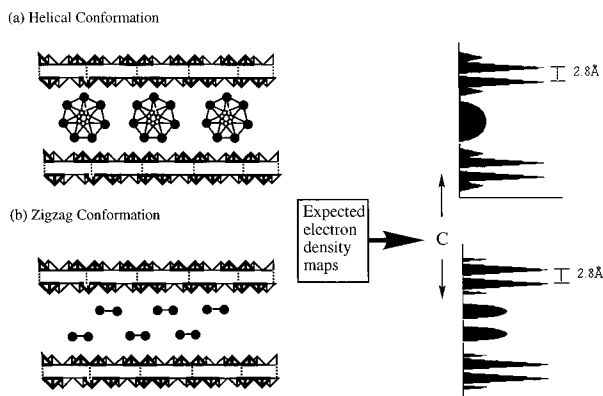 (a) Helical Conformation
2.8Å
(b) Zigzag Conformation
Expected
electron
density
maps
C
2.8Å